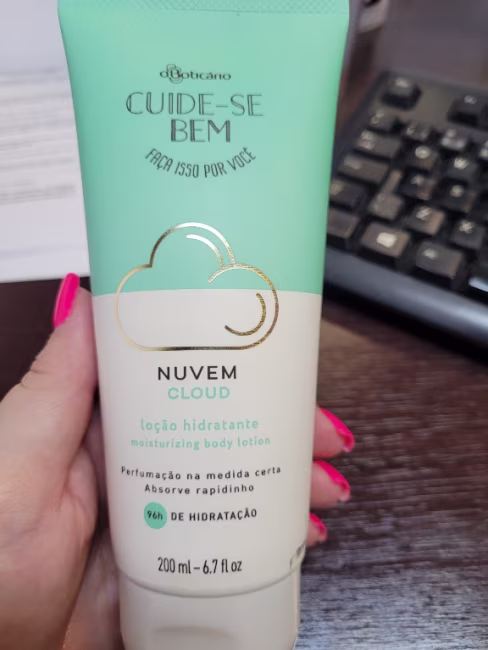 oBoticário
CUIDE-SE
BEM
FAÇA ISSO POR VOCÊ
NUVEM
CLOUD
loção hidratante
moisturizing body lotion
Perfumação na medida certa
Absorve rapidinho
96h DE HIDRATAÇÃO
200 ml – 6.7 fl oz